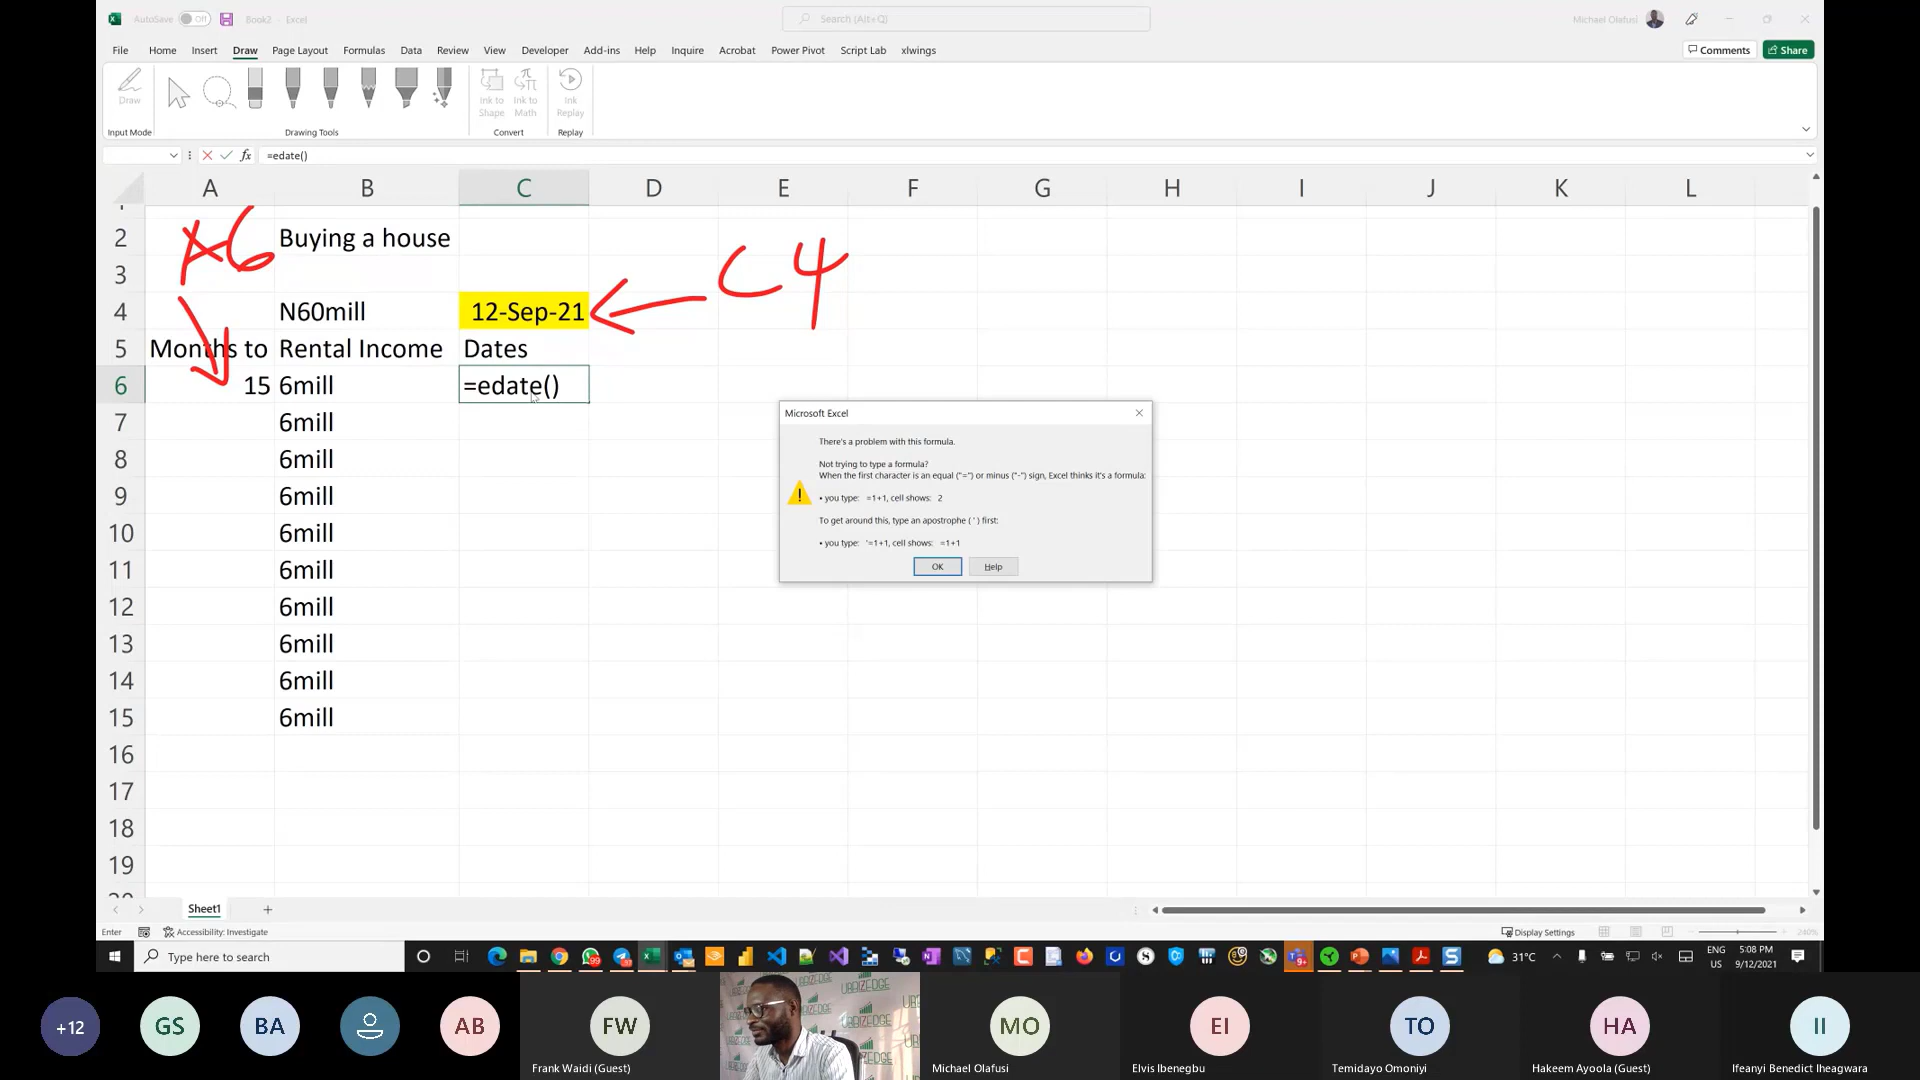 AutoSave Off Book2 - Excel Search (Alt+Q) Michael Olafusi
File Home Insert Draw Page Layout Formulas Data Review View Developer Add-ins Help Inquire Acrobat Power Pivot Script Lab xlwings Comments Share
Draw
Ink to Shape
Ink to Math
Ink Replay
Input Mode Drawing Tools Convert Replay
fx =edate()
A B C D E F G H I J K L
A6
C4
2 Buying a house
3
4 N60mill 12-Sep-21
5 Months to Rental Income Dates
6 15 6mill =edate()
7 6mill
8 6mill
9 6mill
10 6mill
11 6mill
12 6mill
13 6mill
14 6mill
15 6mill
16
17
18
19
Microsoft Excel
There's a problem with this formula.
Not trying to type a formula?
When the first character is an equal ("=") or minus ("-") sign, Excel thinks it's a formula:
• you type: =1+1, cell shows: 2
To get around this, type an apostrophe ( ' ) first:
• you type: '=1+1, cell shows: =1+1
OK Help
Sheet1
Enter Accessibility: Investigate Display Settings 240%
Type here to search 99 9+ 31°C ENG US 5:08 PM 9/12/2021
+12 GS BA AB FW MO EI TO HA II
URBIZEDGE
Frank Waidi (Guest) Michael Olafusi Elvis Ibenegbu Temidayo Omoniyi Hakeem Ayoola (Guest) Ifeanyi Benedict Iheagwara